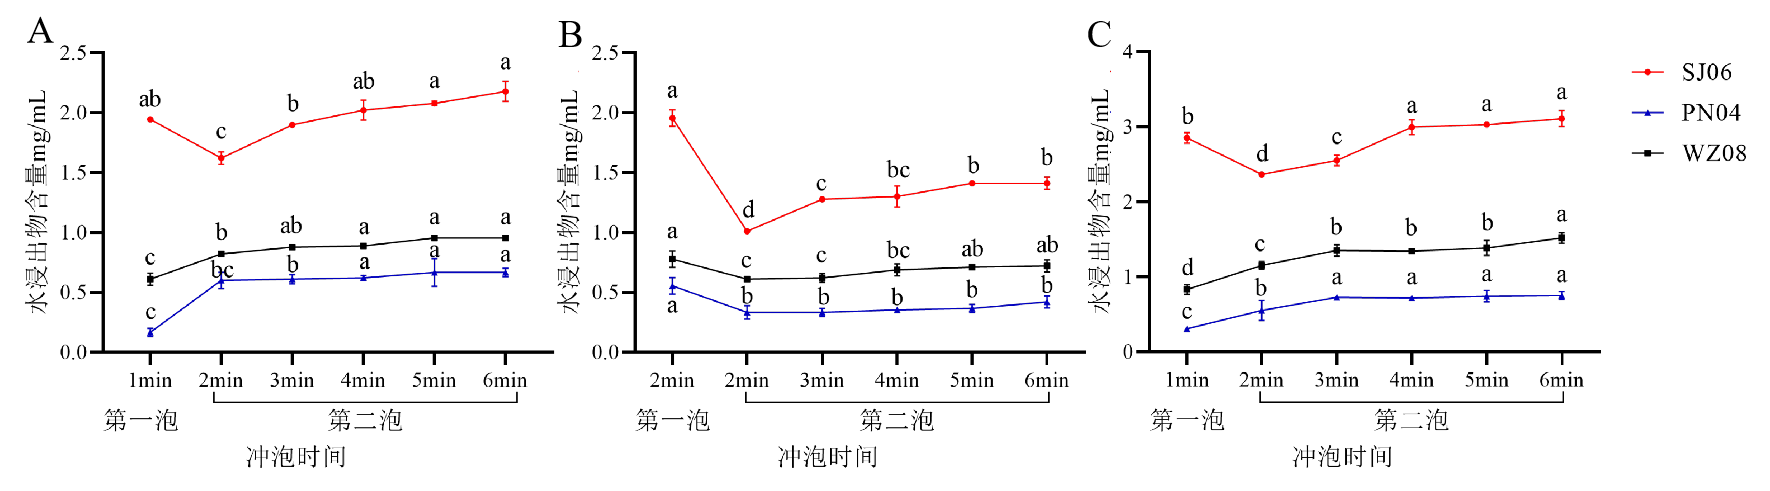 A
水浸出物含量mg/mL
2.5
2.0
1.5
1.0
0.5
0.0
ab
c
b
ab
a
a
c
b
ab
a
a
a
c
bc
b
a
a
a
1min
2min
3min
4min
5min
6min
第一泡
第二泡
冲泡时间
B
水浸出物含量mg/mL
2.5
2.0
1.5
1.0
0.5
0.0
a
d
c
bc
b
b
a
c
c
bc
ab
ab
a
b
b
b
b
b
2min
2min
3min
4min
5min
6min
第一泡
第二泡
冲泡时间
C
水浸出物含量mg/mL
4
3
2
1
0
b
d
c
a
a
a
d
c
b
b
b
a
c
b
a
a
a
a
1min
2min
3min
4min
5min
6min
第一泡
第二泡
冲泡时间
SJ06
PN04
WZ08